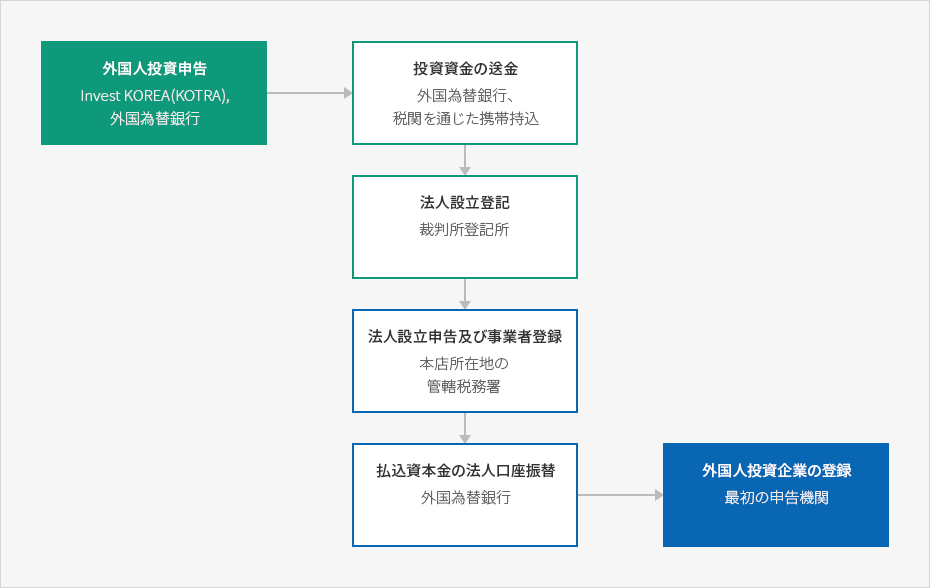 外国人投資申告
Invest KOREA(KOTRA),
外国為替銀行
投資資金の送金
外国為替銀行、
税関を通じた携帯持込
法人設立登記
裁判所登記所
法人設立申告及び事業者登録
本店所在地の
管轄税務署
払込資本金の法人口座振替
外国為替銀行
外国人投資企業の登録
最初の申告機関